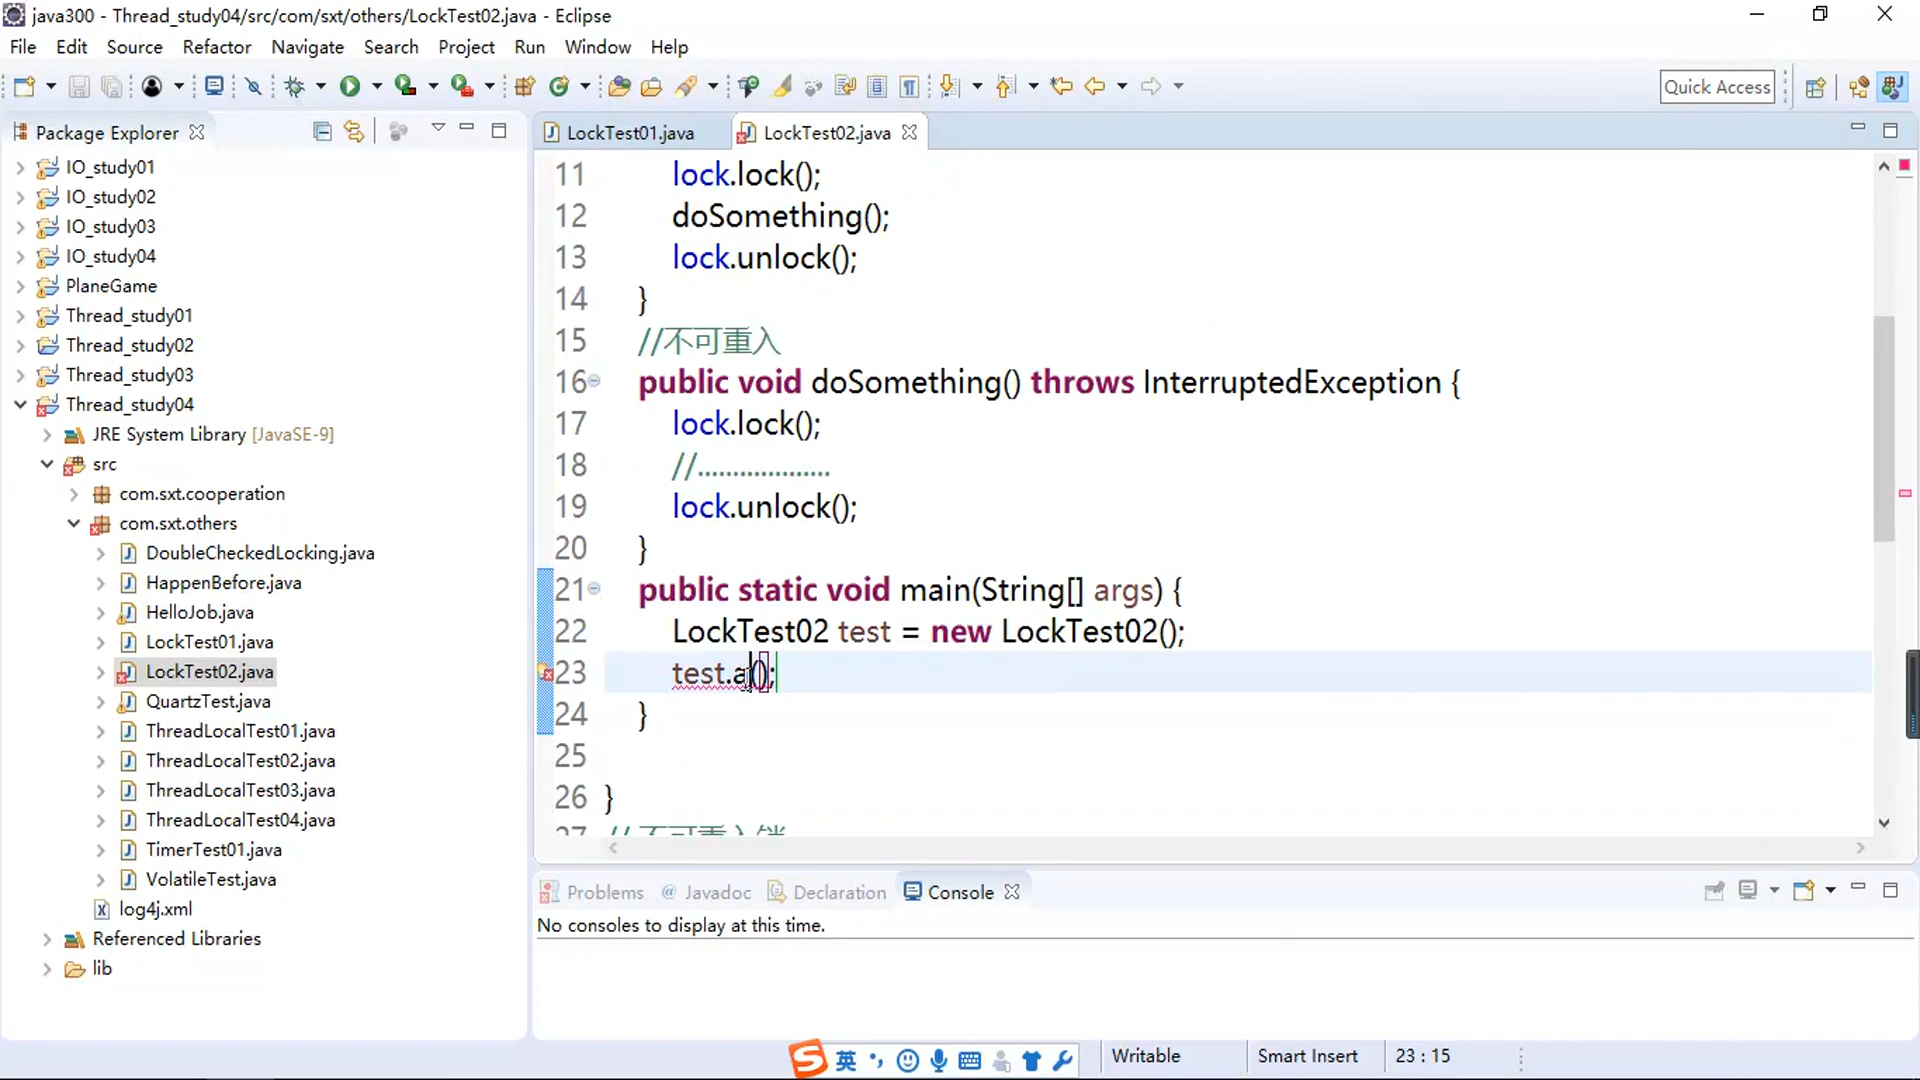 java300 - Thread_study04/src/com/sxt/others/LockTest02.java - Eclipse
File Edit Source Refactor Navigate Search Project Run Window Help
Quick Access
Package Explorer
IO_study01
IO_study02
IO_study03
IO_study04
PlaneGame
Thread_study01
Thread_study02
Thread_study03
Thread_study04
JRE System Library [JavaSE-9]
src
com.sxt.cooperation
com.sxt.others
DoubleCheckedLocking.java
HappenBefore.java
HelloJob.java
LockTest01.java
LockTest02.java
QuartzTest.java
ThreadLocalTest01.java
ThreadLocalTest02.java
ThreadLocalTest03.java
ThreadLocalTest04.java
TimerTest01.java
VolatileTest.java
log4j.xml
Referenced Libraries
lib
LockTest01.java LockTest02.java
11 lock.lock();
12 doSomething();
13 lock.unlock();
14 }
15 //不可重入
16 public void doSomething() throws InterruptedException {
17 lock.lock();
18 //...................
19 lock.unlock();
20 }
21 public static void main(String[] args) {
22 LockTest02 test = new LockTest02();
23 test.a();
24 }
25
26 }
27 // 不可重入锁
Problems @ Javadoc Declaration Console
No consoles to display at this time.
英
Writable Smart Insert 23 : 15